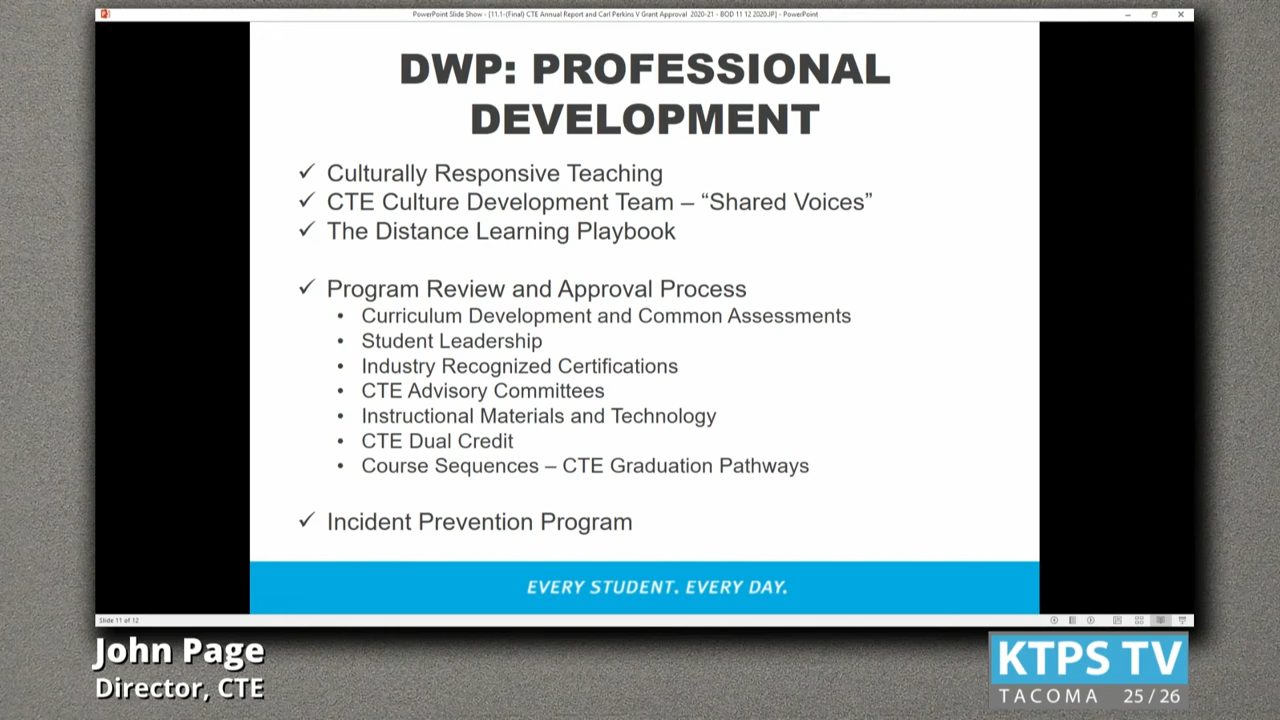 PowerPoint Slide Show - [11.1-(Final) CTE Annual Report and Carl Perkins V Grant Approval 2020-21 - BOD 11 12 2020.JP] - PowerPoint
DWP: PROFESSIONAL
DEVELOPMENT
✓ Culturally Responsive Teaching
✓ CTE Culture Development Team – “Shared Voices”
✓ The Distance Learning Playbook
✓ Program Review and Approval Process
• Curriculum Development and Common Assessments
• Student Leadership
• Industry Recognized Certifications
• CTE Advisory Committees
• Instructional Materials and Technology
• CTE Dual Credit
• Course Sequences – CTE Graduation Pathways
✓ Incident Prevention Program
EVERY STUDENT. EVERY DAY.
Slide 11 of 12
John Page
Director, CTE
KTPS TV
TACOMA 25/26